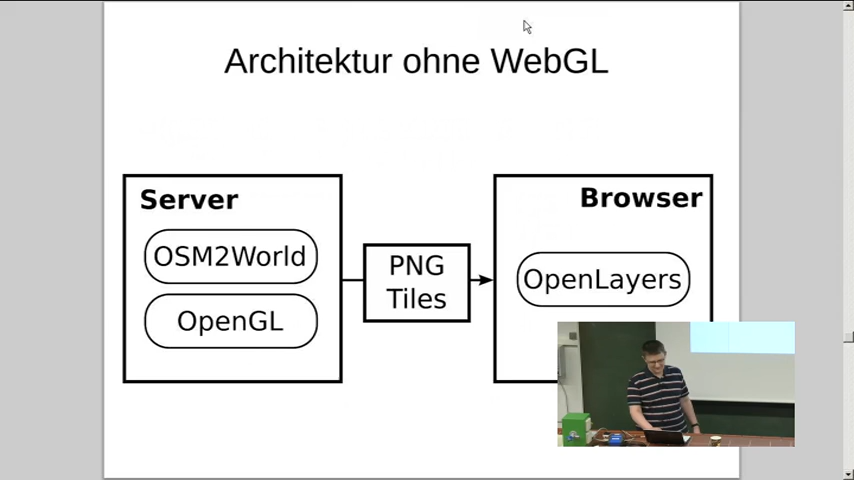 Architektur ohne WebGL
Server
OSM2World
OpenGL
PNG
Tiles
Browser
OpenLayers